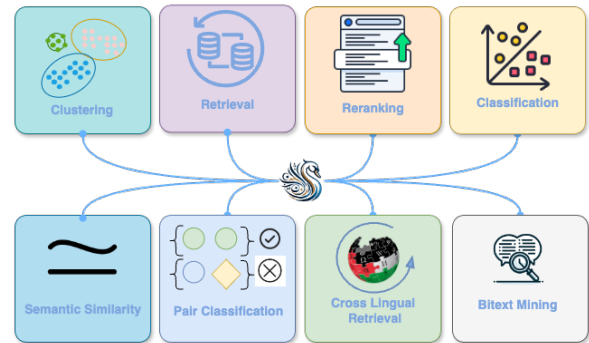 Clustering
Retrieval
Reranking
Classification
Semantic Similarity
Pair Classification
Cross Lingual
Retrieval
Bitext Mining